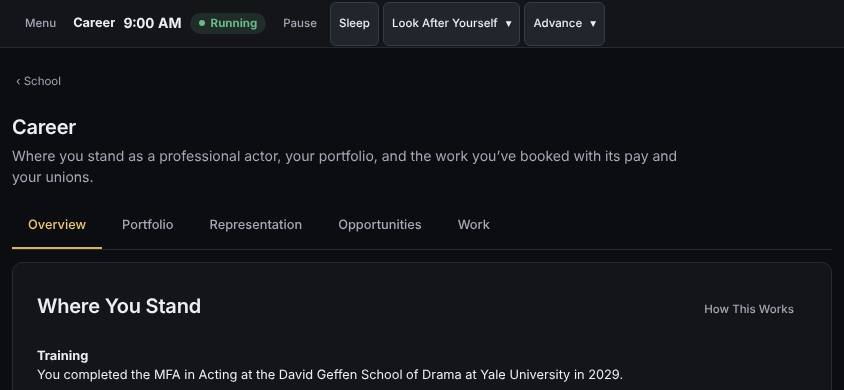 Menu Career 9:00 AM Running Pause Sleep Look After Yourself ▾ Advance ▾
‹ School
Career
Where you stand as a professional actor, your portfolio, and the work you’ve booked with its pay and
your unions.
Overview Portfolio Representation Opportunities Work
Where You Stand How This Works
Training
You completed the MFA in Acting at the David Geffen School of Drama at Yale University in 2029.